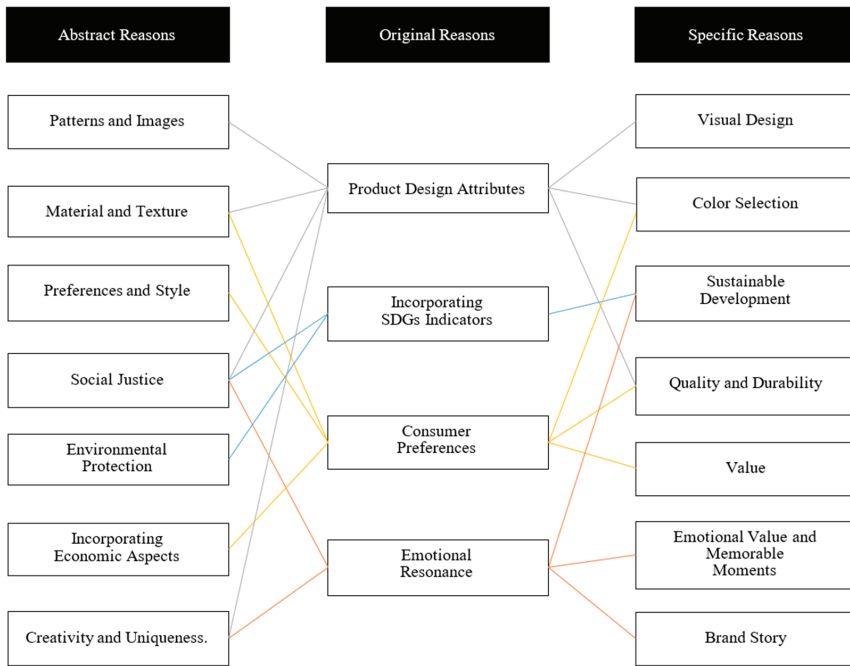 Abstract Reasons
Original Reasons
Specific Reasons
Patterns and Images
Material and Texture
Preferences and Style
Social Justice
Environmental
Protection
Incorporating
Economic Aspects
Creativity and Uniqueness.
Product Design Attributes
Incorporating
SDGs Indicators
Consumer
Preferences
Emotional
Resonance
Visual Design
Color Selection
Sustainable
Development
Quality and Durability
Value
Emotional Value and
Memorable
Moments
Brand Story